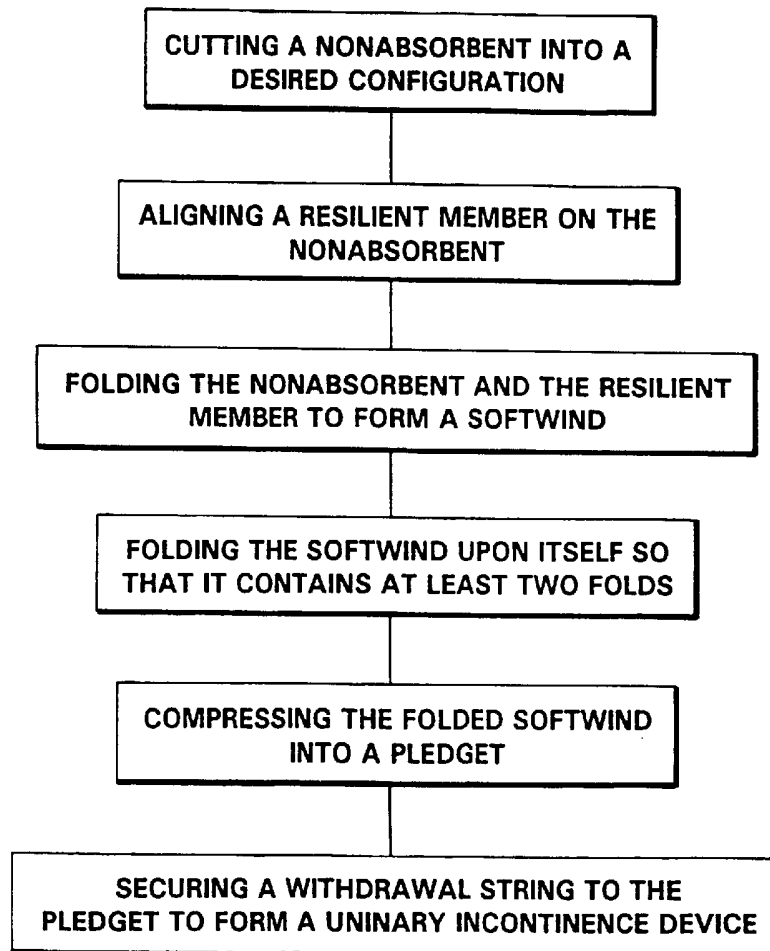 CUTTING A NONABSORBENT INTO A
DESIRED CONFIGURATION
ALIGNING A RESILIENT MEMBER ON THE
NONABSORBENT
FOLDING THE NONABSORBENT AND THE RESILIENT
MEMBER TO FORM A SOFTWIND
FOLDING THE SOFTWIND UPON ITSELF SO
THAT IT CONTAINS AT LEAST TWO FOLDS
COMPRESSING THE FOLDED SOFTWIND
INTO A PLEDGET
SECURING A WITHDRAWAL STRING TO THE
PLEDGET TO FORM A UNINARY INCONTINENCE DEVICE